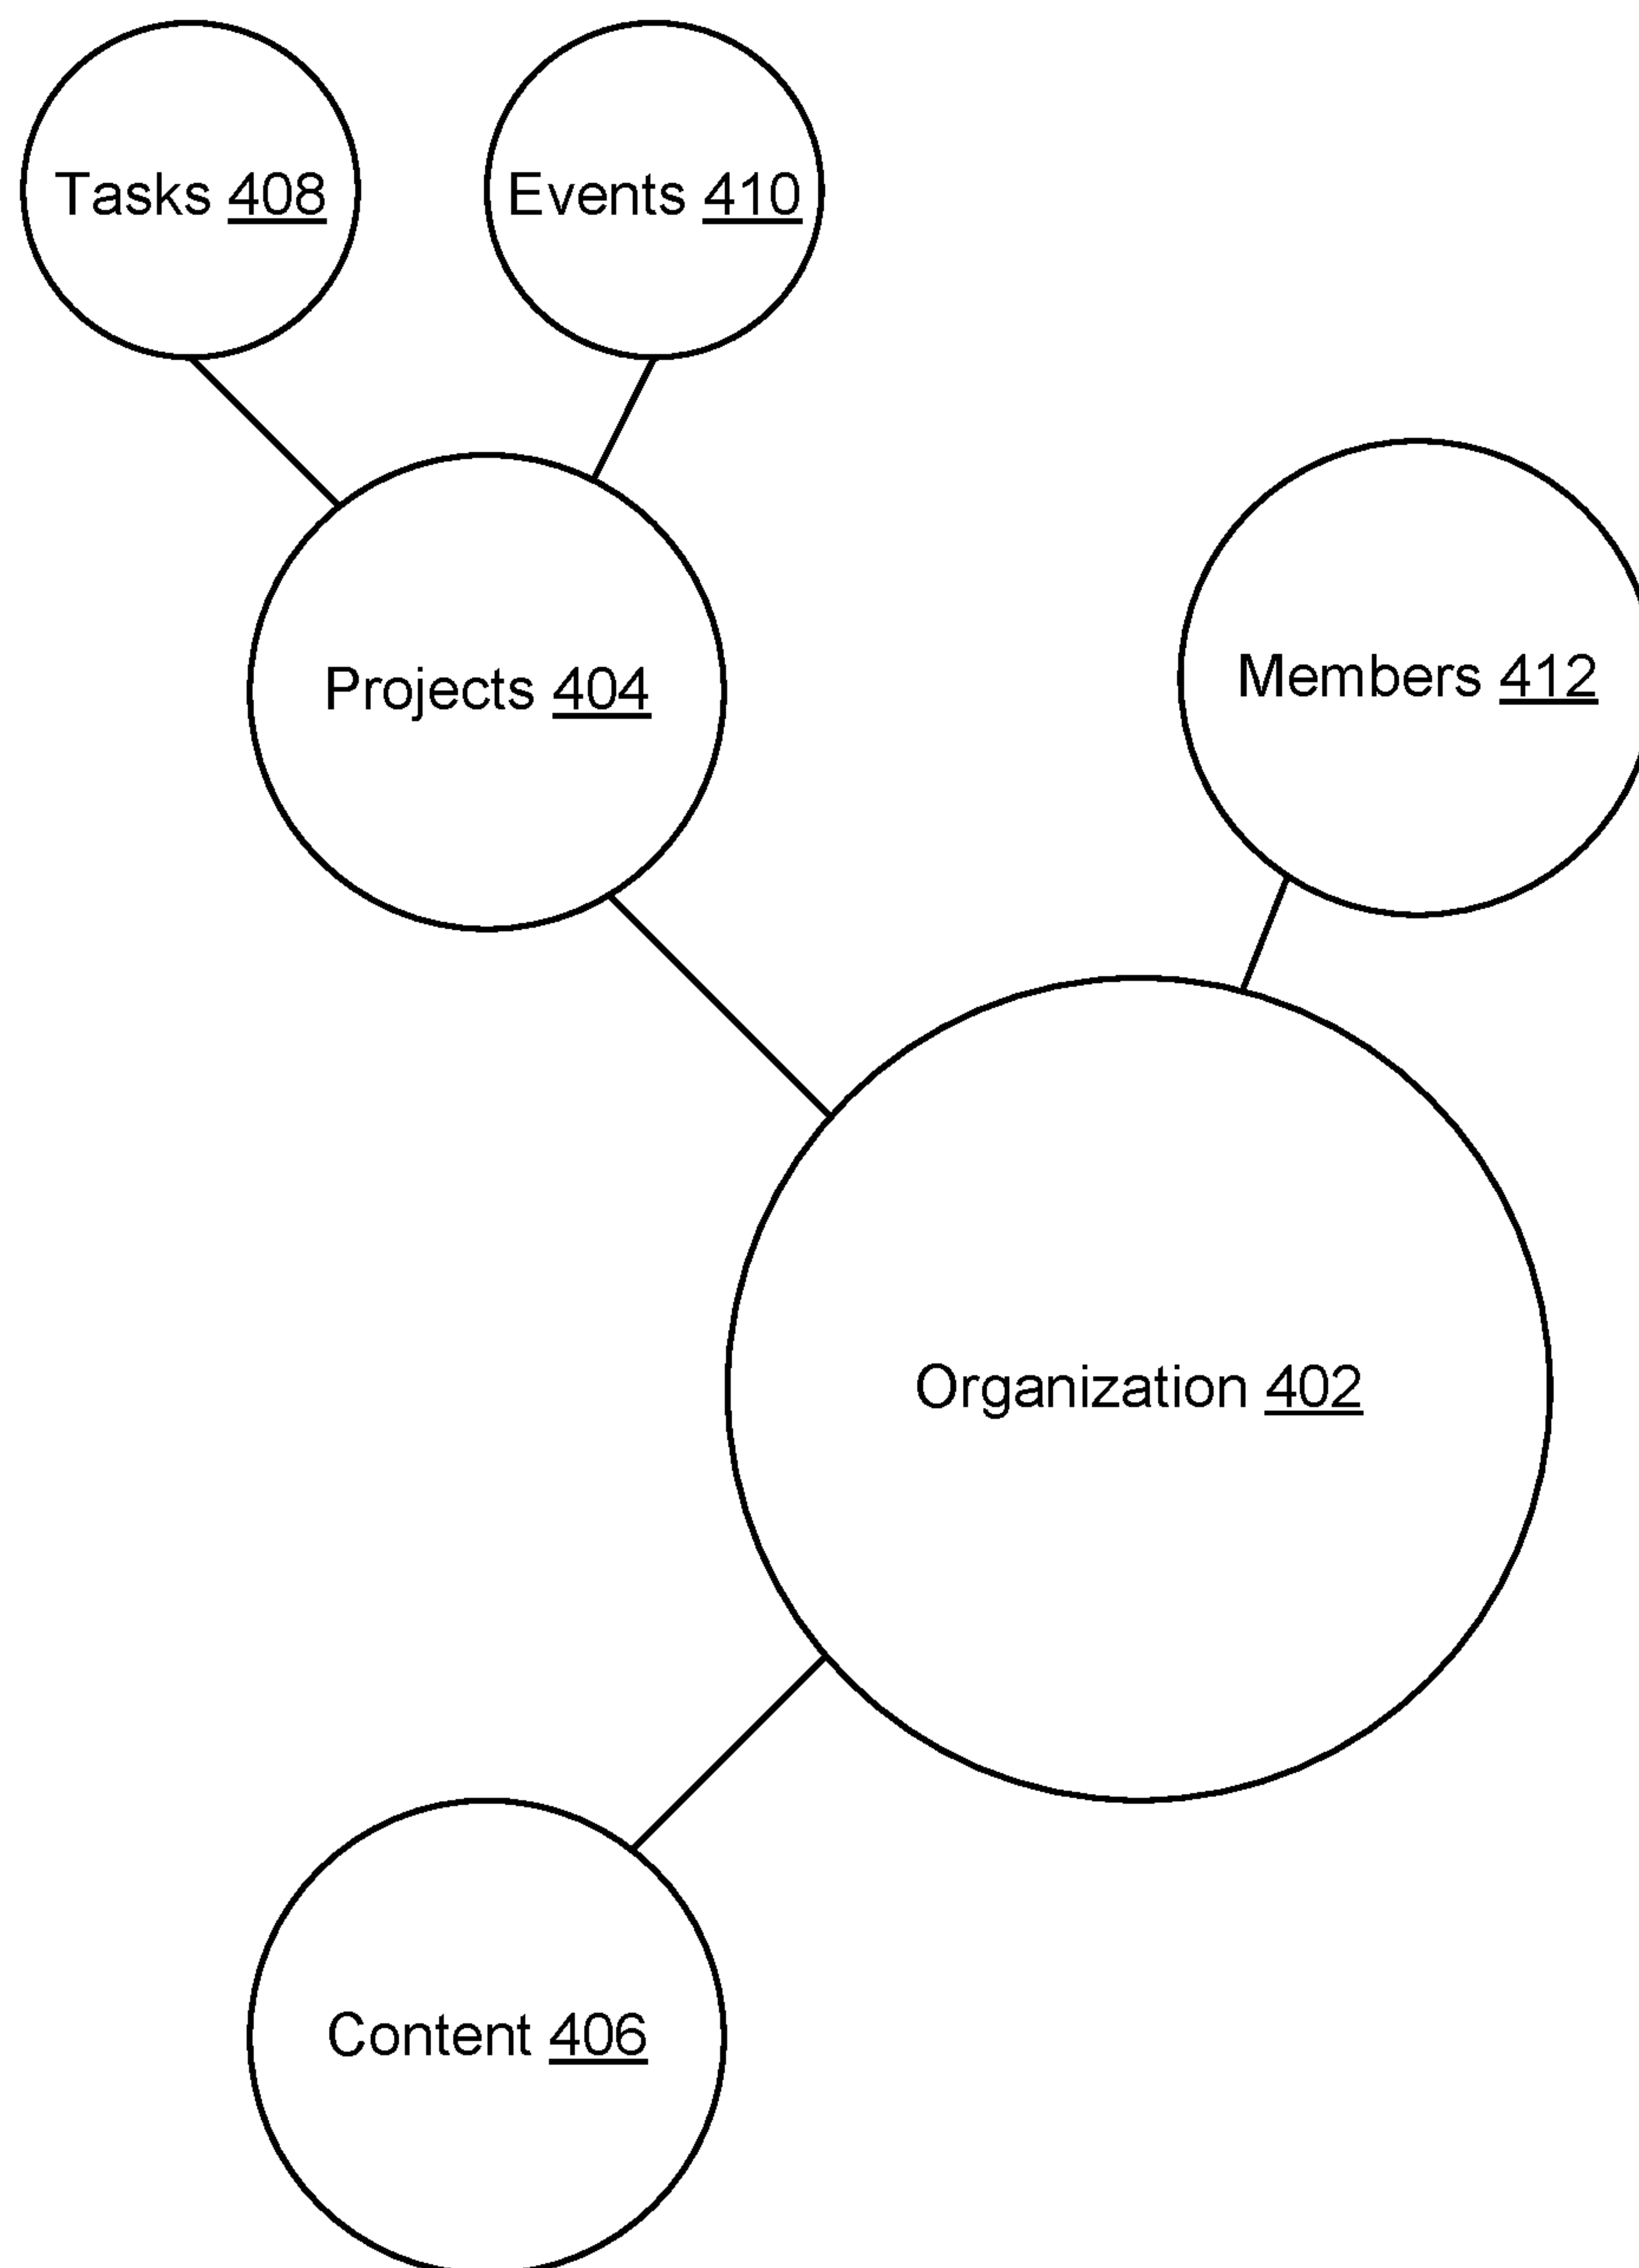 Tasks 408
Events 410
Projects 404
Members 412
Organization 402
Content 406